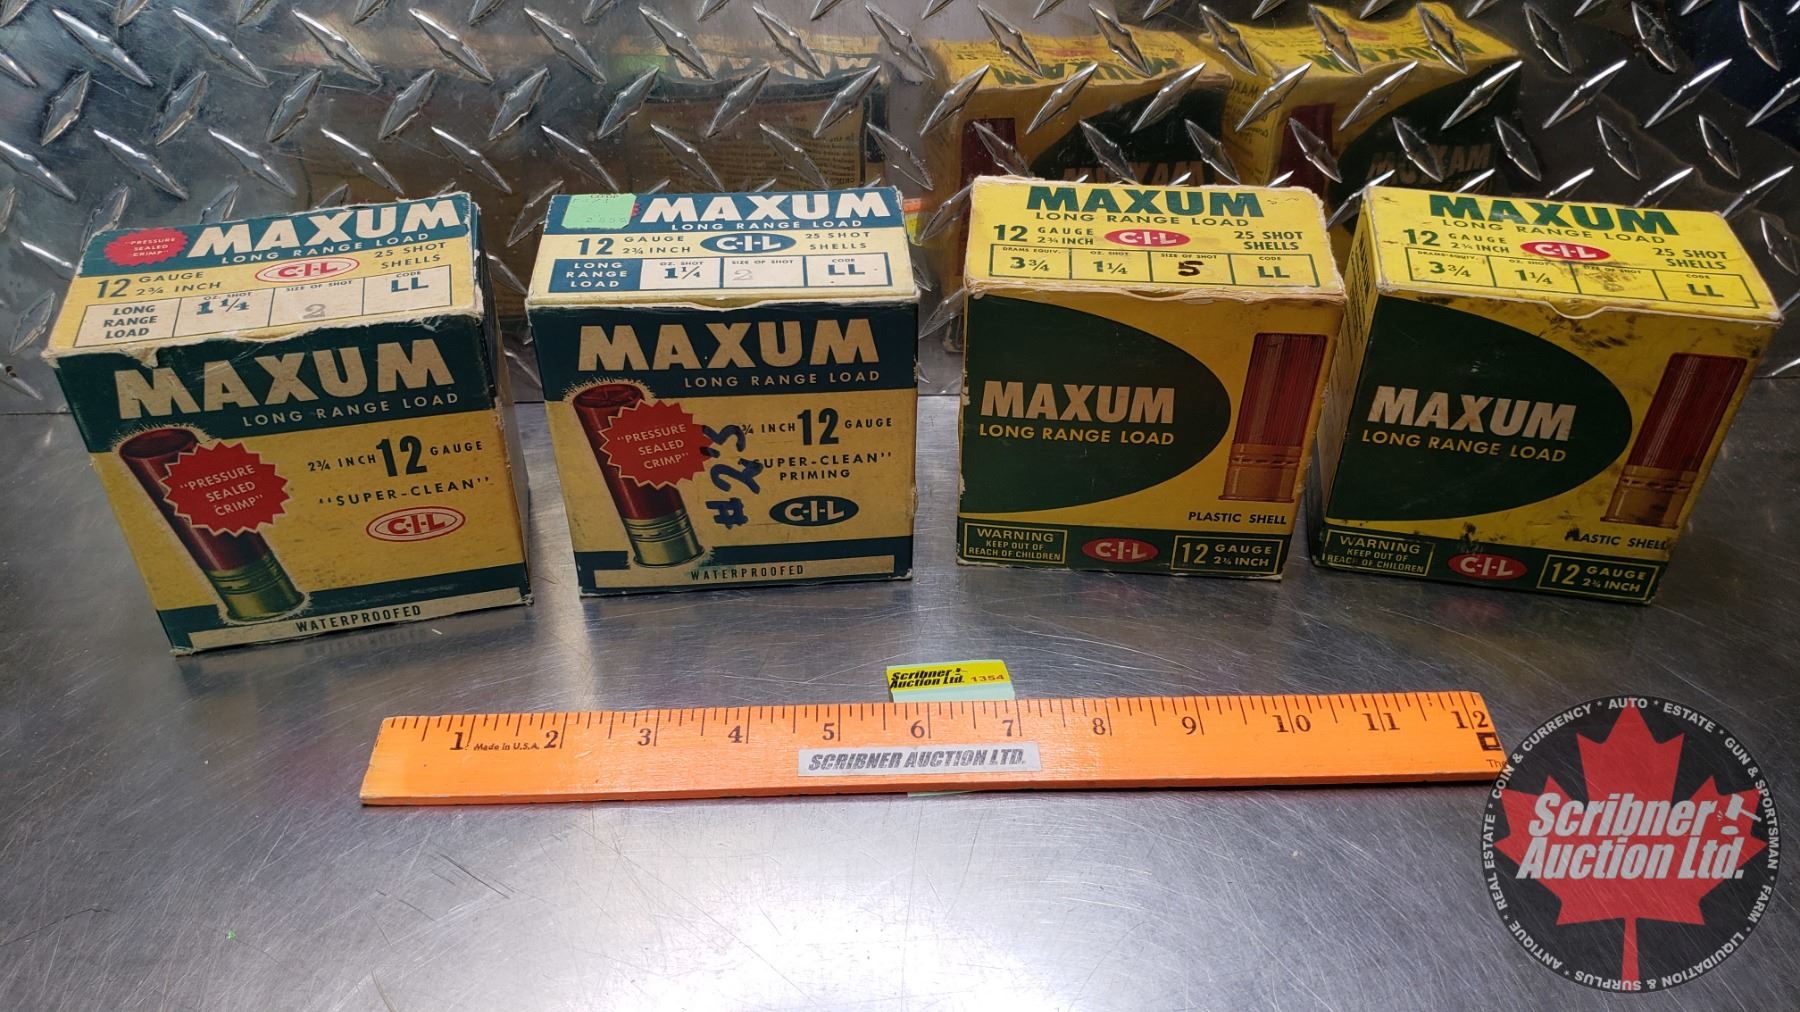 "PRESSURE
SEALED
CRIMP"
MAXUM
LONG RANGE LOAD
12 GAUGE
2¾ INCH
C-I-L
25 SHOT
SHELLS
LONG
RANGE
LOAD
OZ. SHOT
1¼
SIZE OF SHOT
2
CODE
LL
MAXUM
LONG RANGE LOAD
"PRESSURE
SEALED
CRIMP"
2¾ INCH 12 GAUGE
"SUPER-CLEAN"
C-I-L
WATERPROOFED
MAXUM
LONG RANGE LOAD
12 GAUGE
2¾ INCH
C-I-L
25 SHOT
SHELLS
LONG
RANGE
LOAD
OZ. SHOT
1¼
SIZE OF SHOT
2
CODE
LL
MAXUM
LONG RANGE LOAD
"PRESSURE
SEALED
CRIMP"
INCH 12 GAUGE
SUPER-CLEAN"
PRIMING
#2's
C-I-L
WATERPROOFED
MAXUM
LONG RANGE LOAD
12 GAUGE
2¾ INCH
C-I-L
25 SHOT
SHELLS
DRAMS EQUIV.
3¾
OZ. SHOT
1¼
SIZE OF SHOT
5
CODE
LL
MAXUM
LONG RANGE LOAD
PLASTIC SHELL
WARNING
KEEP OUT OF
REACH OF CHILDREN
C-I-L
12 GAUGE
2¾ INCH
MAXUM
LONG RANGE LOAD
12 GAUGE
2¾ INCH
C-I-L
25 SHOT
SHELLS
DRAMS EQUIV.
3¾
OZ. SHOT
1¼
CODE
LL
MAXUM
LONG RANGE LOAD
PLASTIC SHELL
WARNING
KEEP OUT OF
REACH OF CHILDREN
C-I-L
12 GAUGE
2¾ INCH
Scribner
Auction Ltd. 1354
1 2 3 4 5 6 7 8 9 10 11 12
Made in U.S.A.
SCRIBNER AUCTION LTD.
The
Scribner
Auction Ltd.
REAL ESTATE * COIN & CURRENCY * AUTO * ESTATE * GUN & SPORTSMAN * FARM * LIQUIDATION & SURPLUS * ANTIQUE *